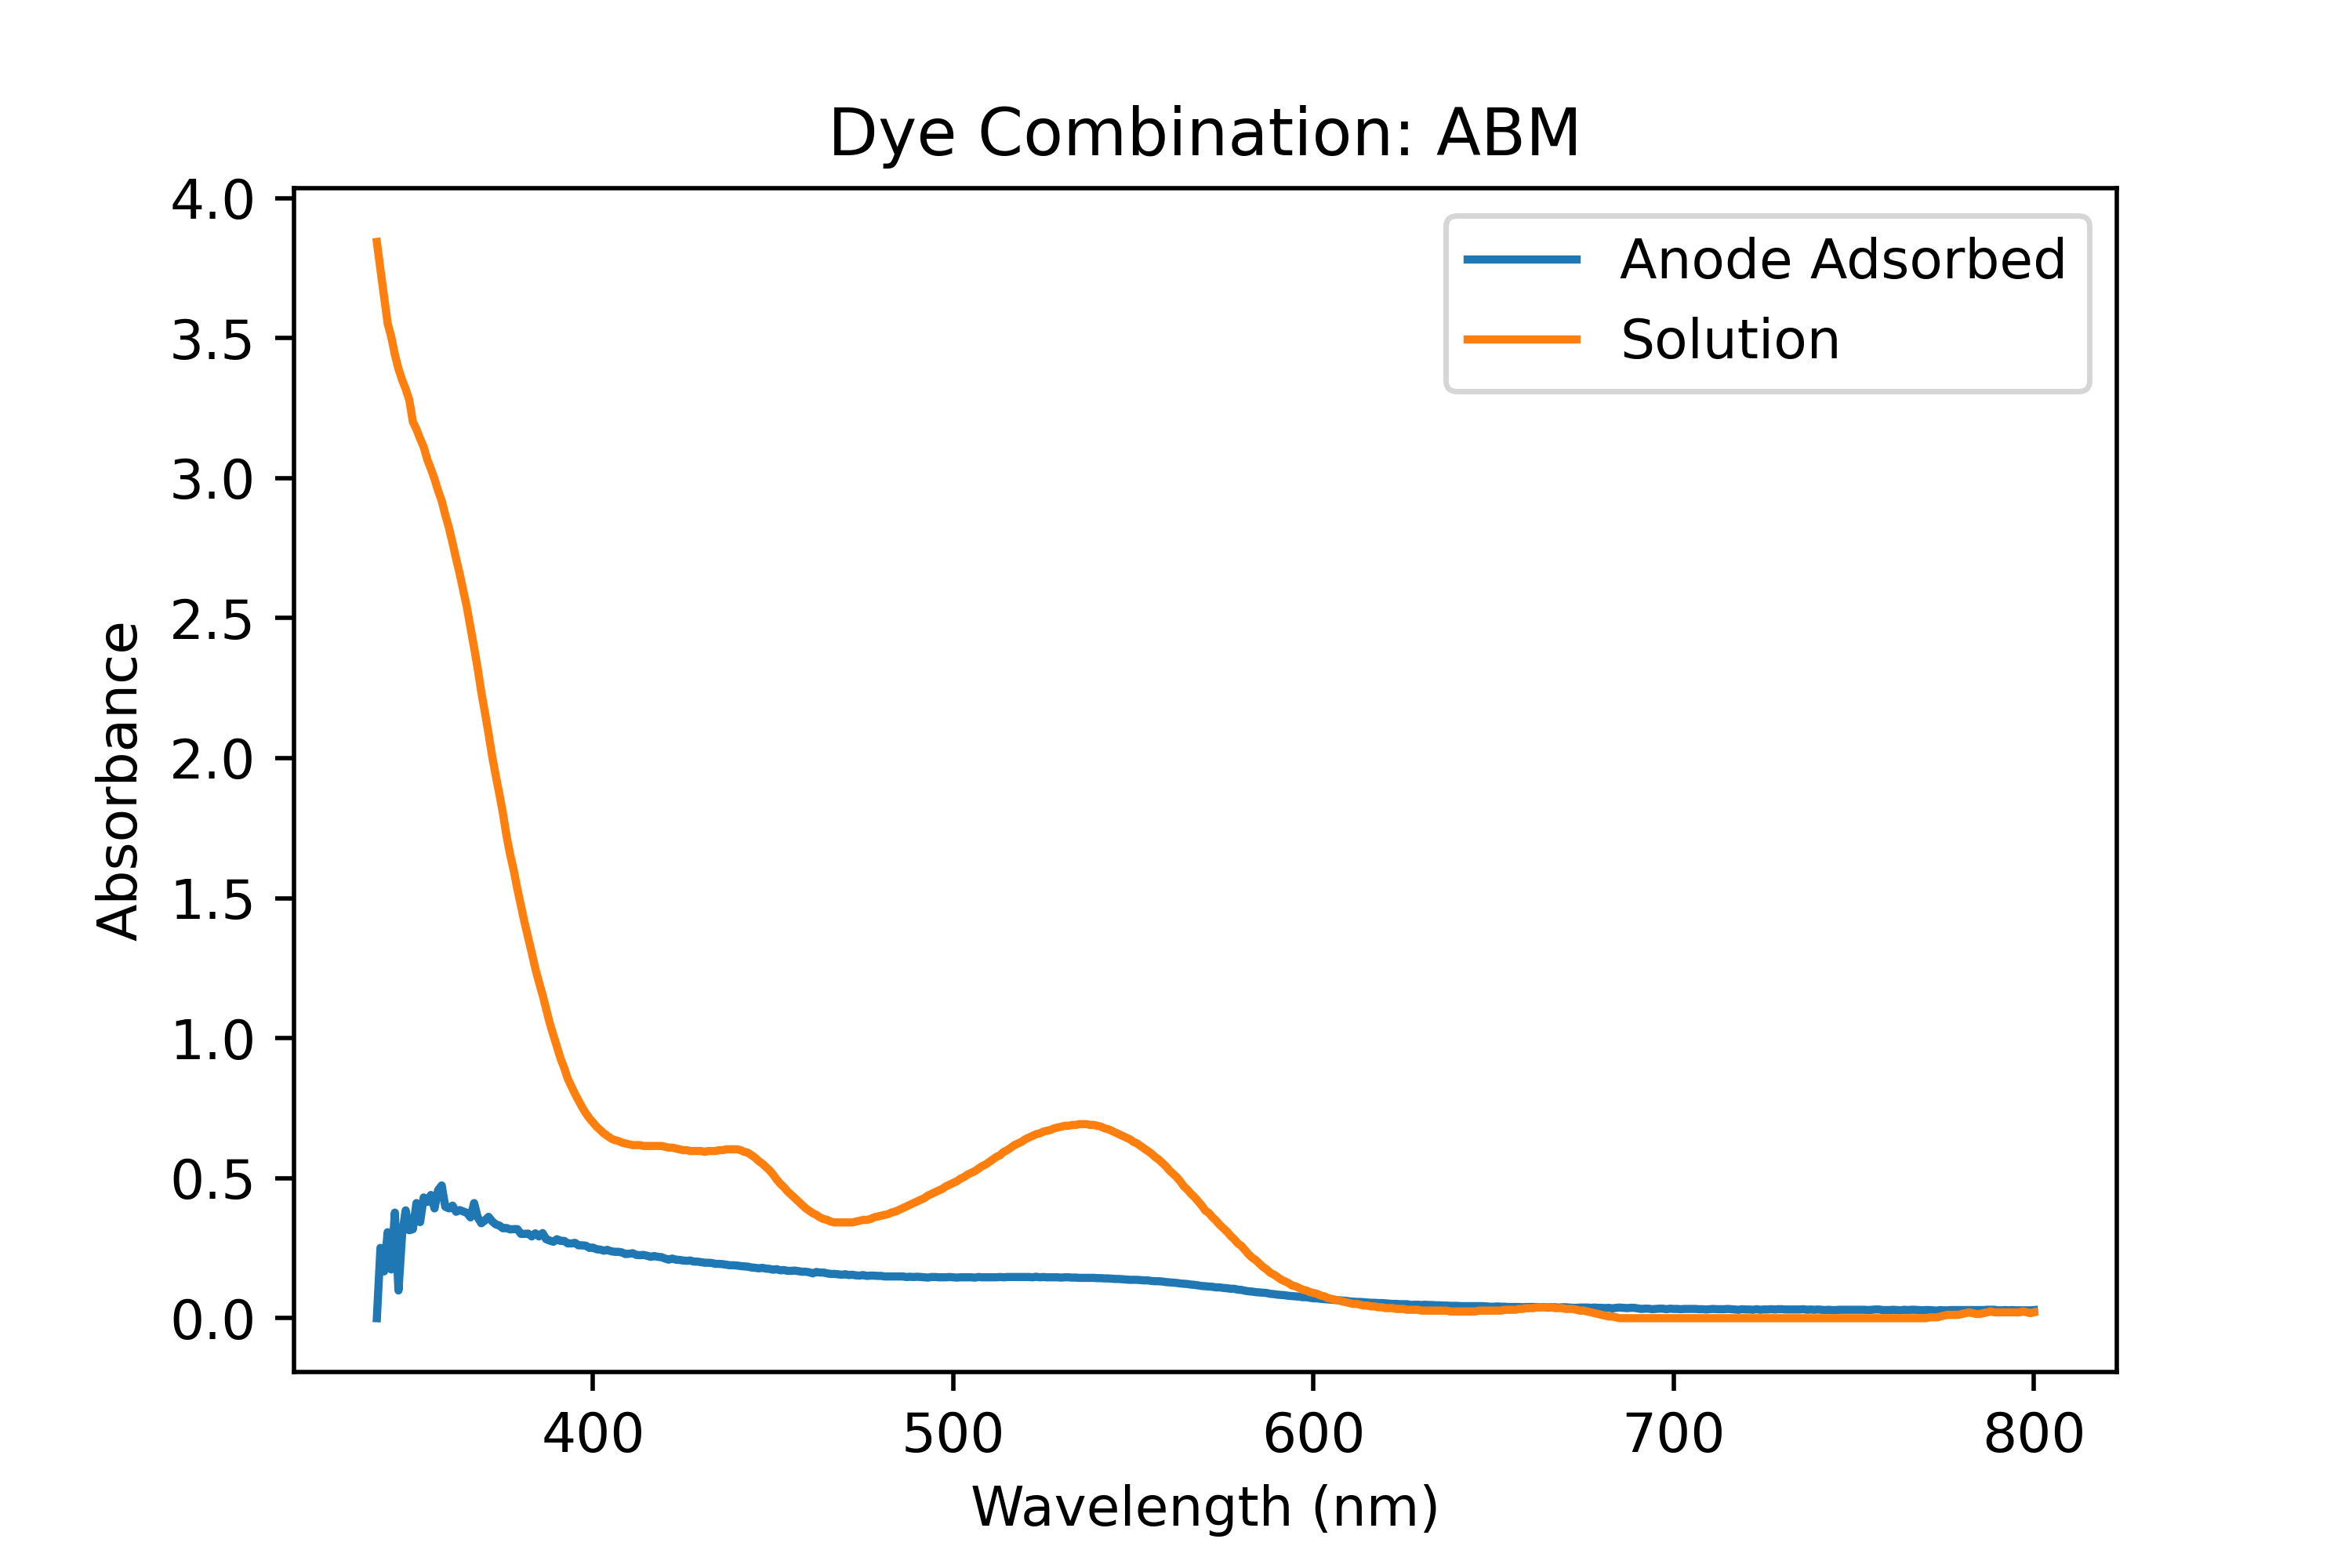 Dye Combination: ABM
Anode Adsorbed
Solution
Absorbance
4.0
3.5
3.0
2.5
2.0
1.5
1.0
0.5
0.0
400 500 600 700 800
Wavelength (nm)